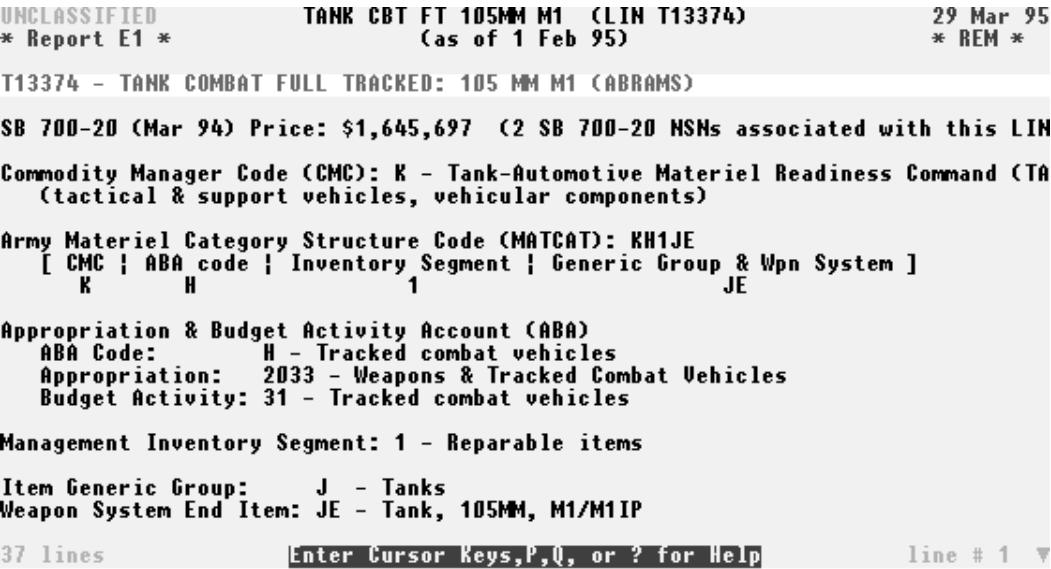 UNCLASSIFIED TANK CBT FT 105MM M1 (LIN T13374) 29 Mar 95
* Report E1 * (as of 1 Feb 95) * REM *
T13374 - TANK COMBAT FULL TRACKED: 105 MM M1 (ABRAMS)
SB 700-20 (Mar 94) Price: $1,645,697 (2 SB 700-20 NSNs associated with this LIN
Commodity Manager Code (CMC): K - Tank-Automotive Materiel Readiness Command (TA
(tactical & support vehicles, vehicular components)
Army Materiel Category Structure Code (MATCAT): KH1JE
[ CMC ¦ ABA code ¦ Inventory Segment ¦ Generic Group & Wpn System ]
K H 1 JE
Appropriation & Budget Activity Account (ABA)
ABA Code: H - Tracked combat vehicles
Appropriation: 2033 - Weapons & Tracked Combat Vehicles
Budget Activity: 31 - Tracked combat vehicles
Management Inventory Segment: 1 - Reparable items
Item Generic Group: J - Tanks
Weapon System End Item: JE - Tank, 105MM, M1/M1IP
37 lines Enter Cursor Keys,P,Q, or ? for Help line # 1 ▼